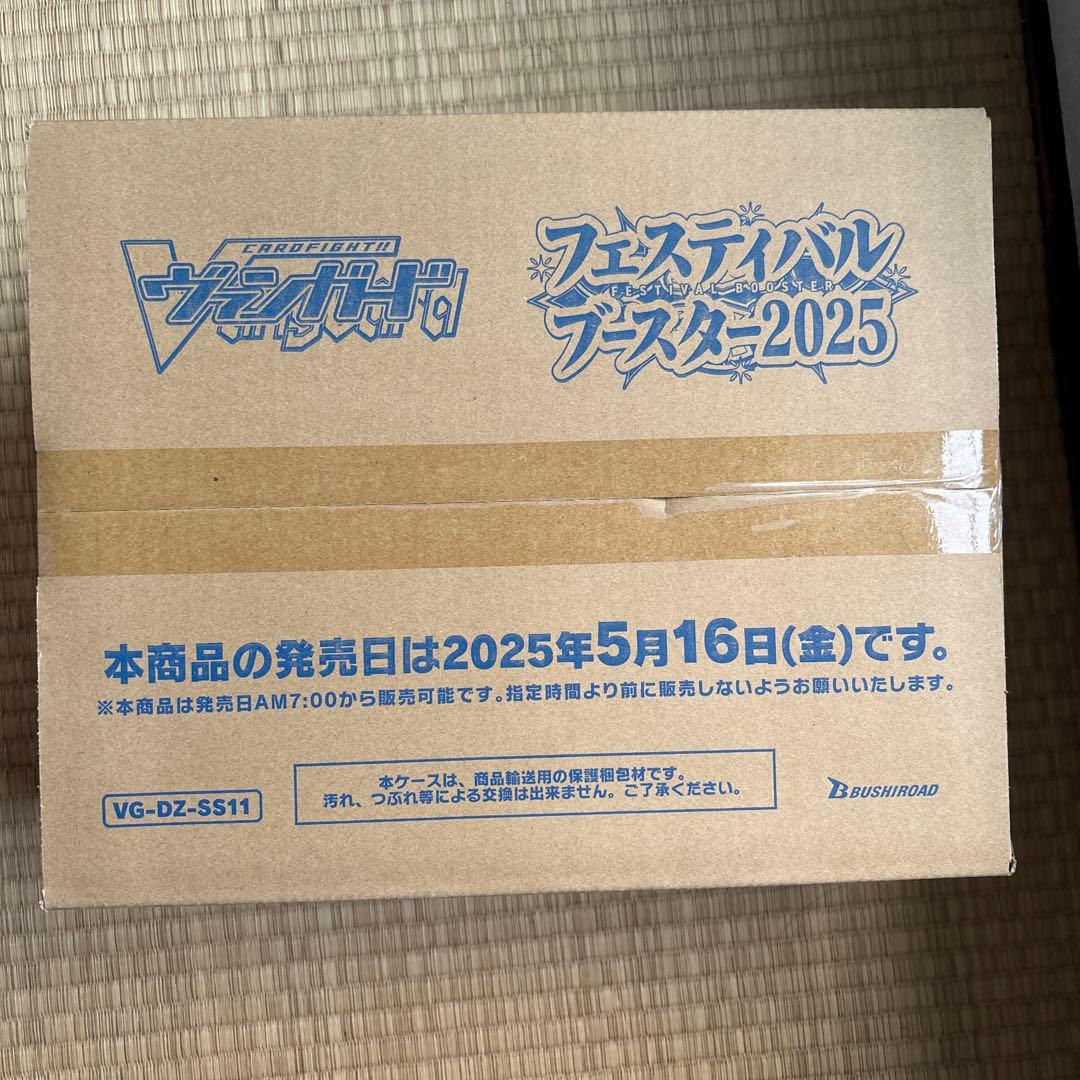 CARDFIGHT!!
ヴァンガード
Vanguard
フェスティバル
FESTIVAL BOOSTER
ブースター2025
本商品の発売日は2025年5月16日(金)です。
※本商品は発売日AM7:00から販売可能です。指定時間より前に販売しないようお願いいたします。
本ケースは、商品輸送用の保護梱包材です。
汚れ、つぶれ等による交換は出来ません。ご了承ください。
VG-DZ-SS11
BUSHIROAD